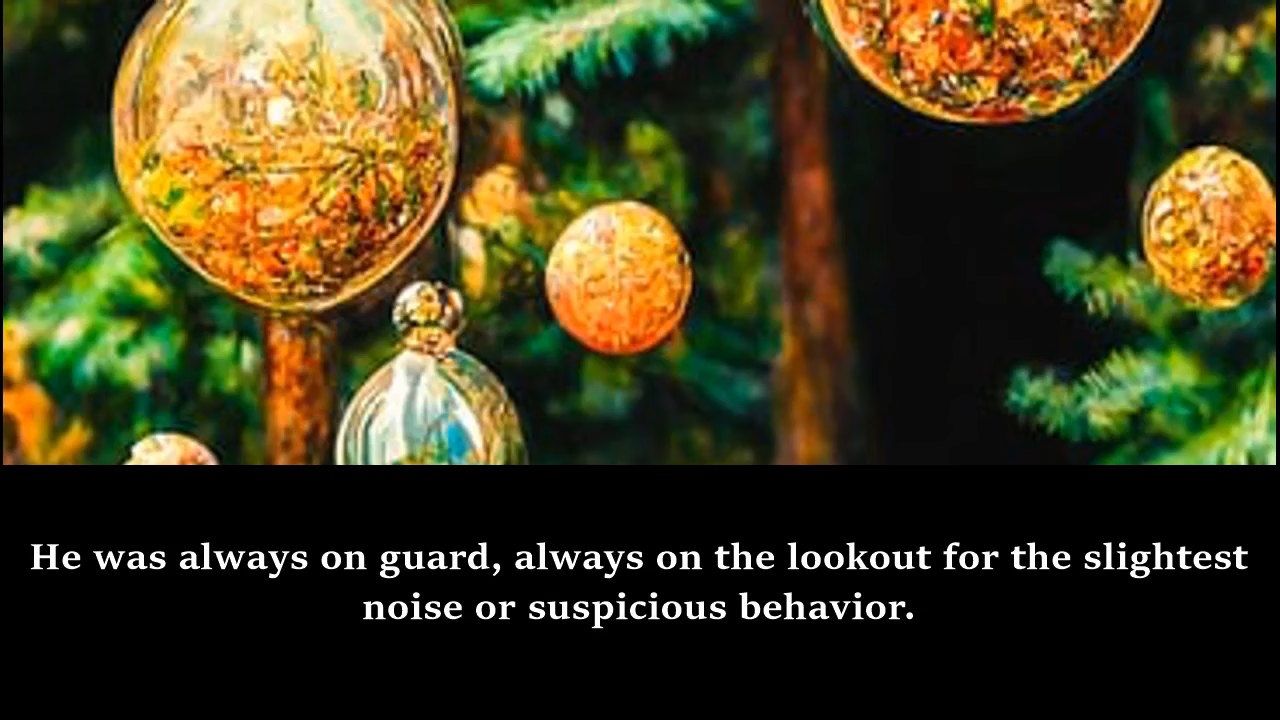 He was always on guard, always on the lookout for the slightest
noise or suspicious behavior.